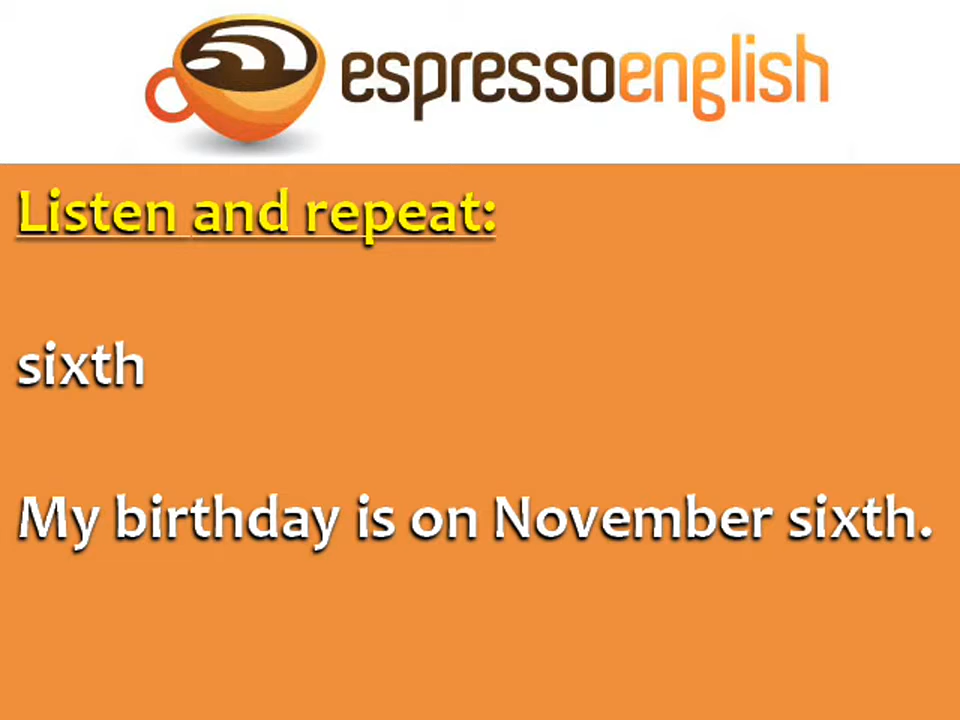 espressoenglish
Listen and repeat:
sixth
My birthday is on November sixth.